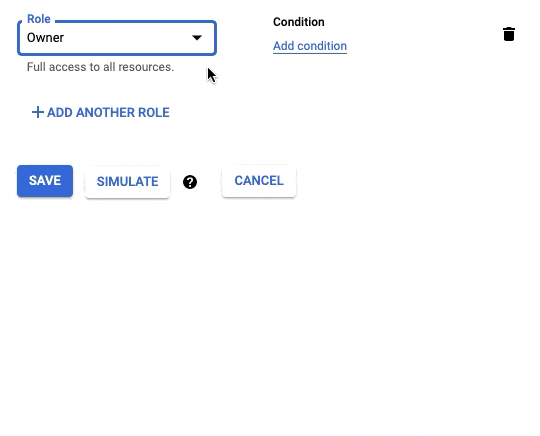 Role
Owner
Full access to all resources.
Condition
Add condition
+ ADD ANOTHER ROLE
SAVE
SIMULATE
?
CANCEL